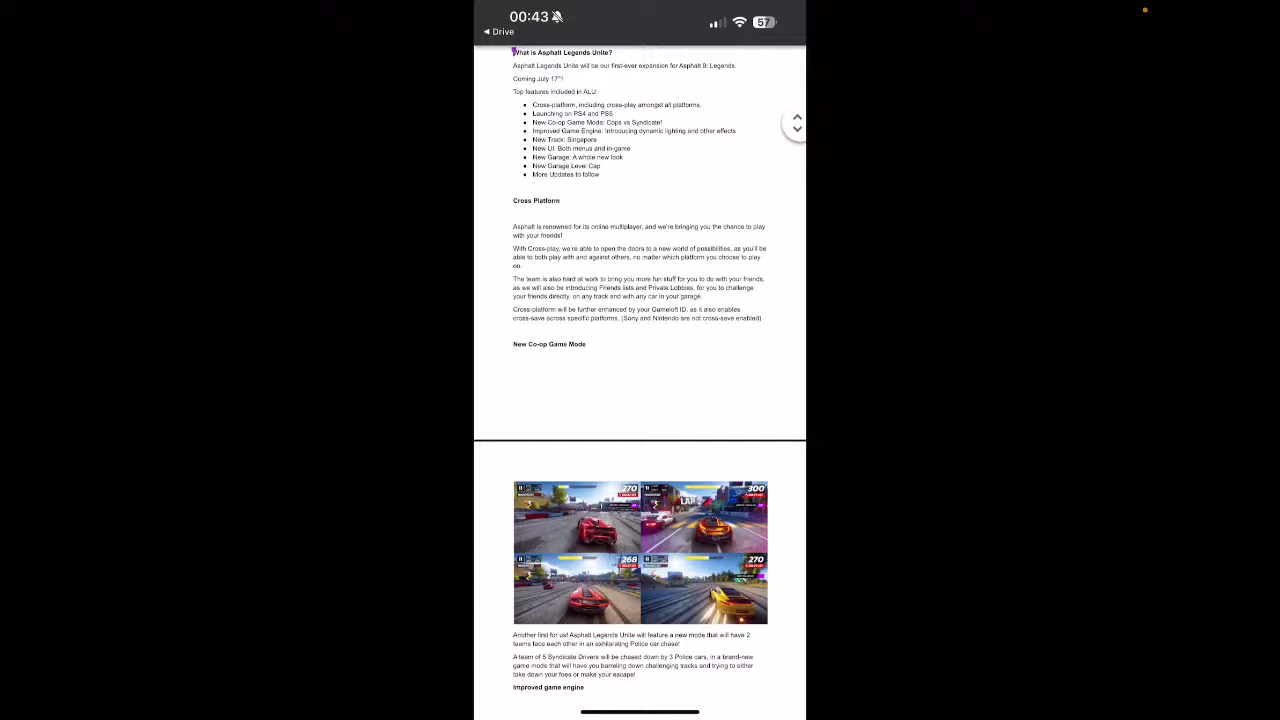 00:43
57
Drive
What is Asphalt Legends Unite?
Asphalt Legends Unite will be our first-ever expansion for Asphalt 9: Legends.
Coming July 17th!
Top features included in ALU:
Cross-platform, including cross-play amongst all platforms.
Launching on PS4 and PS5
New Co-op Game Mode: Cops vs Syndicate!
Improved Game Engine: Introducing dynamic lighting and other effects
New Track: Singapore
New UI: Both menus and in-game
New Garage: A whole new look
New Garage Level Cap
More Updates to follow
Cross Platform
Asphalt is renowned for its online multiplayer, and we're bringing you the chance to play
with your friends!
With Cross-play, we're able to open the doors to a new world of possibilities, as you'll be
able to both play with and against others, no matter which platform you choose to play
on.
The team is also hard at work to bring you more fun stuff for you to do with your friends,
as we will also be introducing Friends lists and Private Lobbies, for you to challenge
your friends directly, on any track and with any car in your garage.
Cross-platform will be further enhanced by your Gameloft ID, as it also enables
cross-save across specific platforms. (Sony and Nintendo are not cross-save enabled)
New Co-op Game Mode
270
300
LAP
268
270
Another first for us! Asphalt Legends Unite will feature a new mode that will have 2
teams face each other in an exhilarating Police car chase!
A team of 5 Syndicate Drivers will be chased down by 3 Police cars, in a brand-new
game mode that will have you barreling down challenging tracks and trying to either
take down your foes or make your escape!
Improved game engine